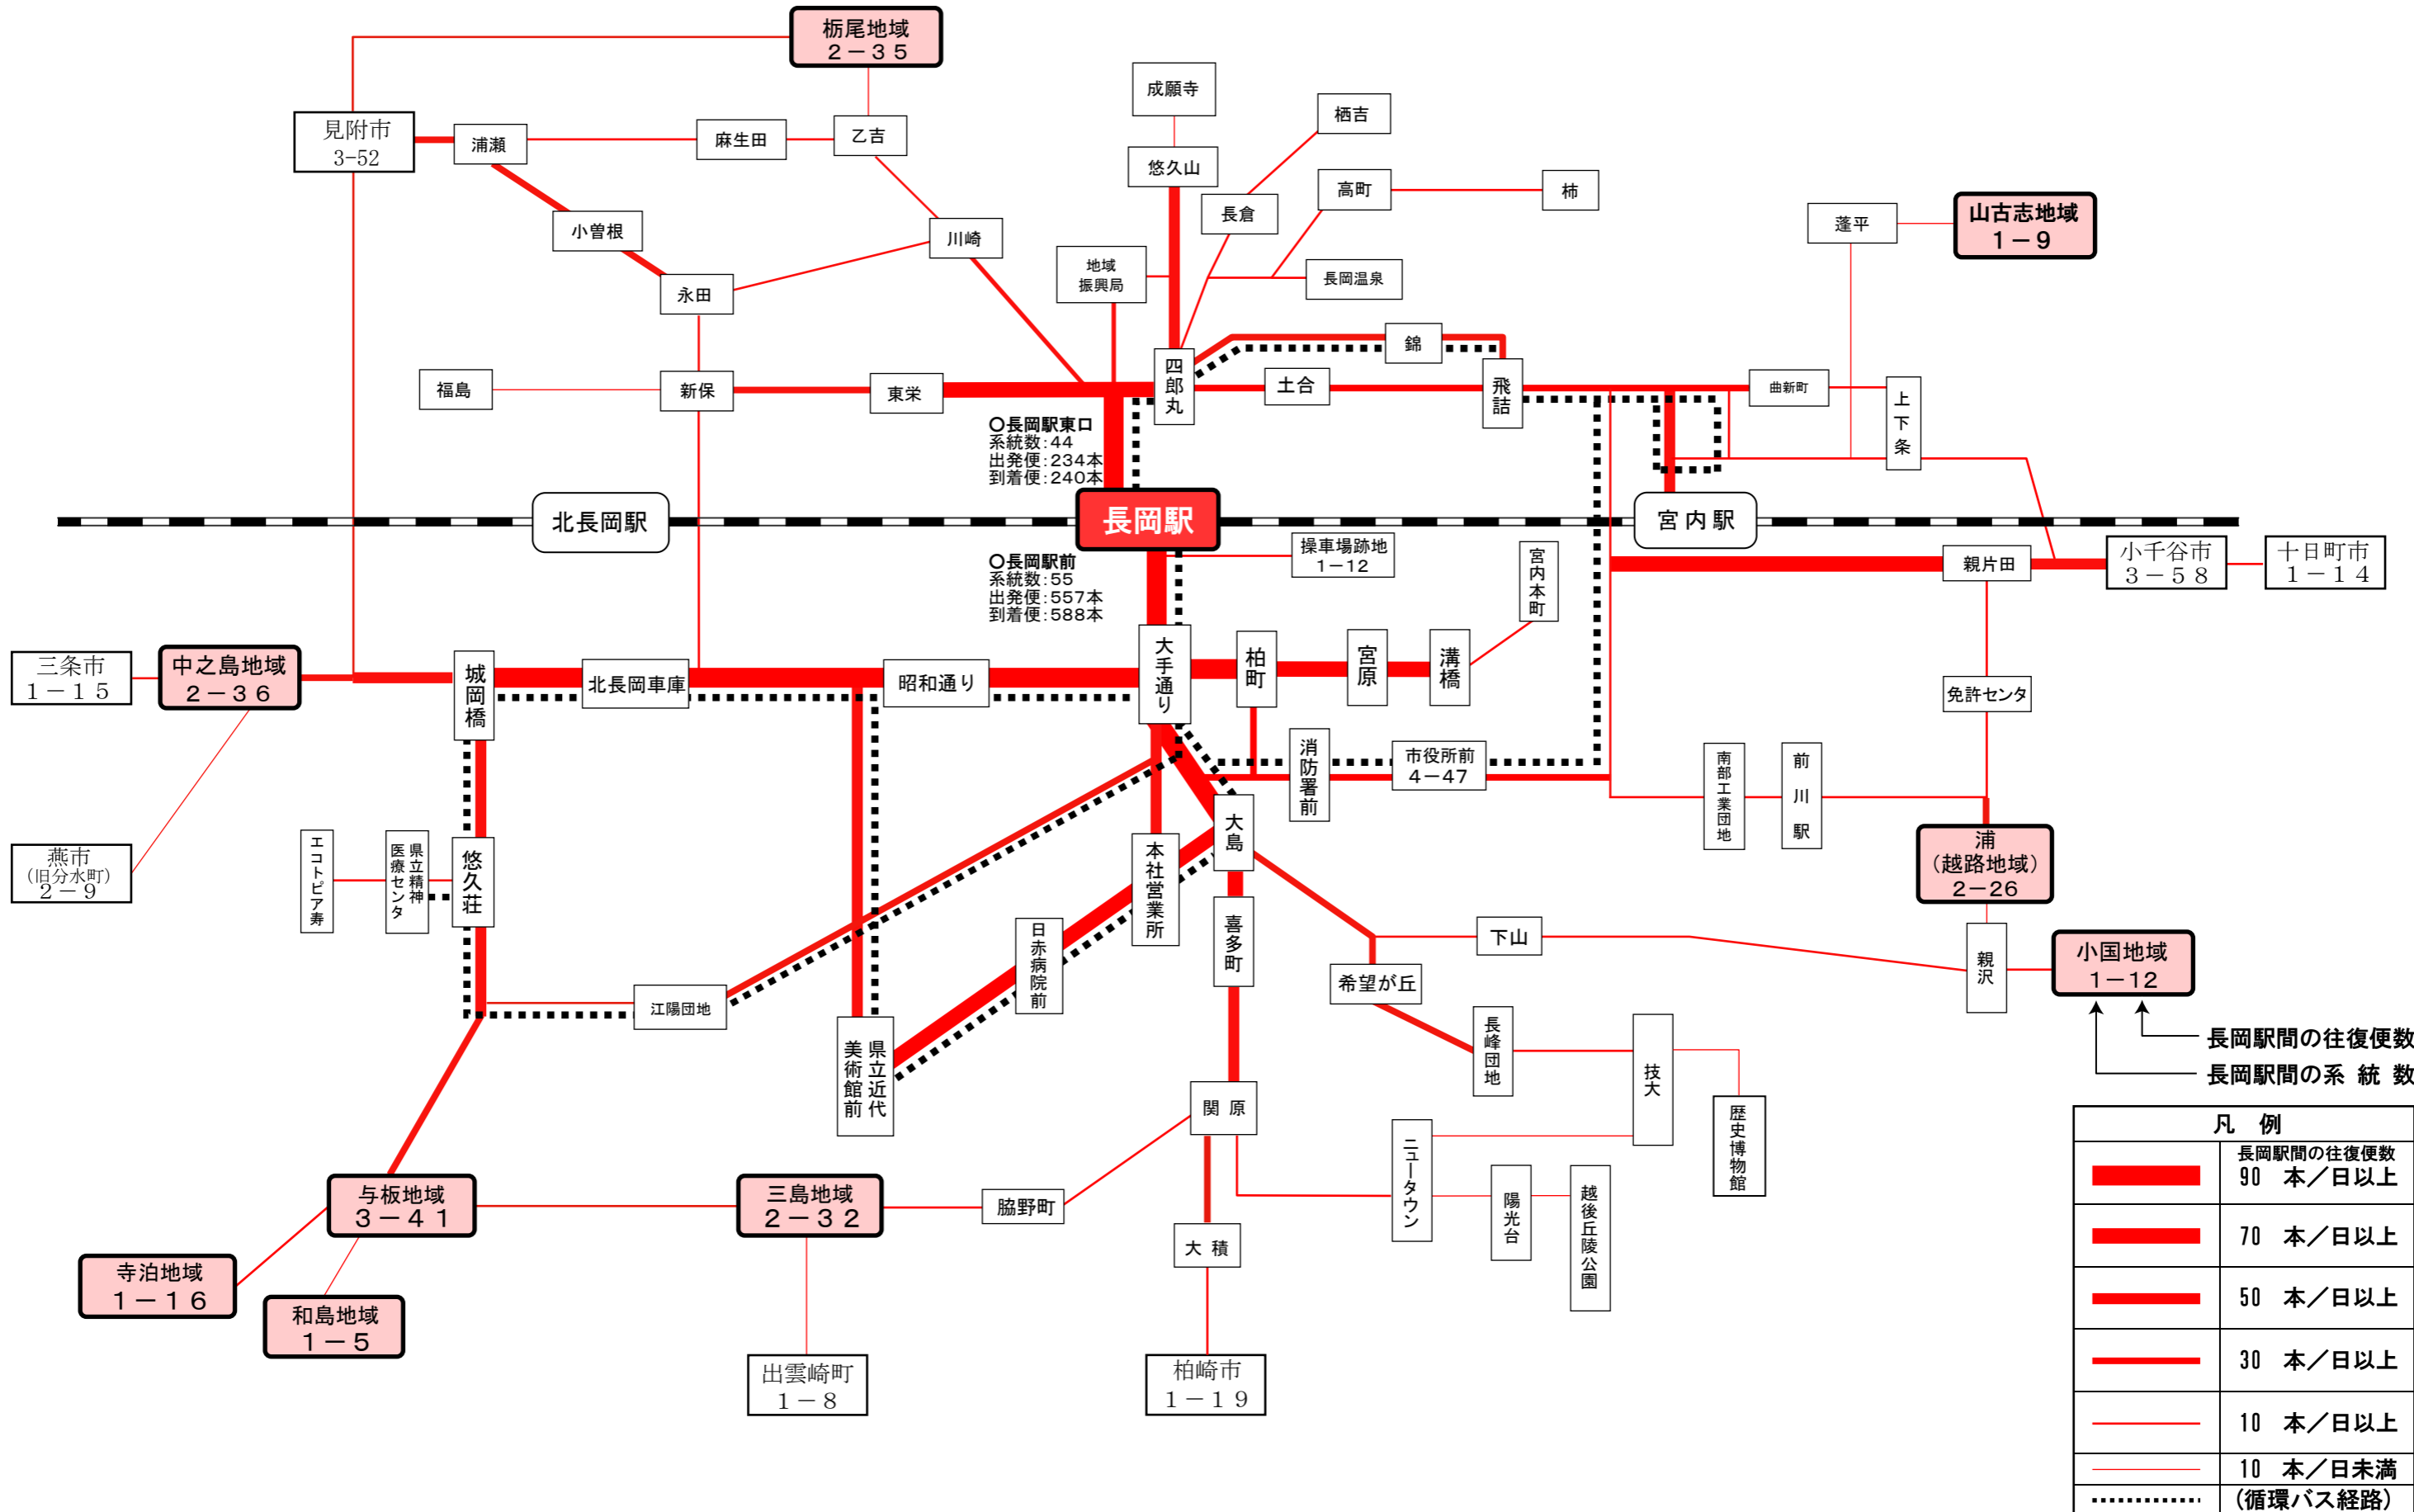 栃尾地域
２－３５
成願寺
栖吉
見附市
3-52
浦瀬
麻生田
乙吉
悠久山
長倉
高町
柿
蓬平
山古志地域
１－９
小曽根
川崎
地域
振興局
長岡温泉
永田
錦
四郎丸
土合
飛詰
曲新町
上下条
福島
新保
東栄
〇長岡駅東口
系統数：44
出発便：234本
到着便：240本
北長岡駅
長岡駅
宮内駅
〇長岡駅前
系統数：55
出発便：557本
到着便：588本
操車場跡地
1－12
宮内本町
親片田
小千谷市
３－５８
十日町市
１－１４
三条市
１－１５
中之島地域
２－３６
城岡橋
北長岡車庫
昭和通り
大手通り
柏町
宮原
溝橋
免許センタ
消防署前
市役所前
4－47
南部工業団地
前川駅
燕市
（旧分水町）
２－９
エコトピア寿
県立精神
医療センタ
悠久荘
本社営業所
大島
浦
（越路地域）
2－26
日赤病院前
喜多町
下山
希望が丘
親沢
小国地域
1－12
江陽団地
県立近代
美術館前
長峰団地
技大
長岡駅間の往復便数
長岡駅間の系統数
関原
ニュータウン
歴史博物館
与板地域
３－４１
三島地域
２－３２
脇野町
陽光台
越後丘陵公園
大積
寺泊地域
１－１６
和島地域
１－５
出雲崎町
１－８
柏崎市
１－１９
凡例
長岡駅間の往復便数
90 本／日以上
70 本／日以上
50 本／日以上
30 本／日以上
10 本／日以上
10 本／日未満
（循環バス経路）